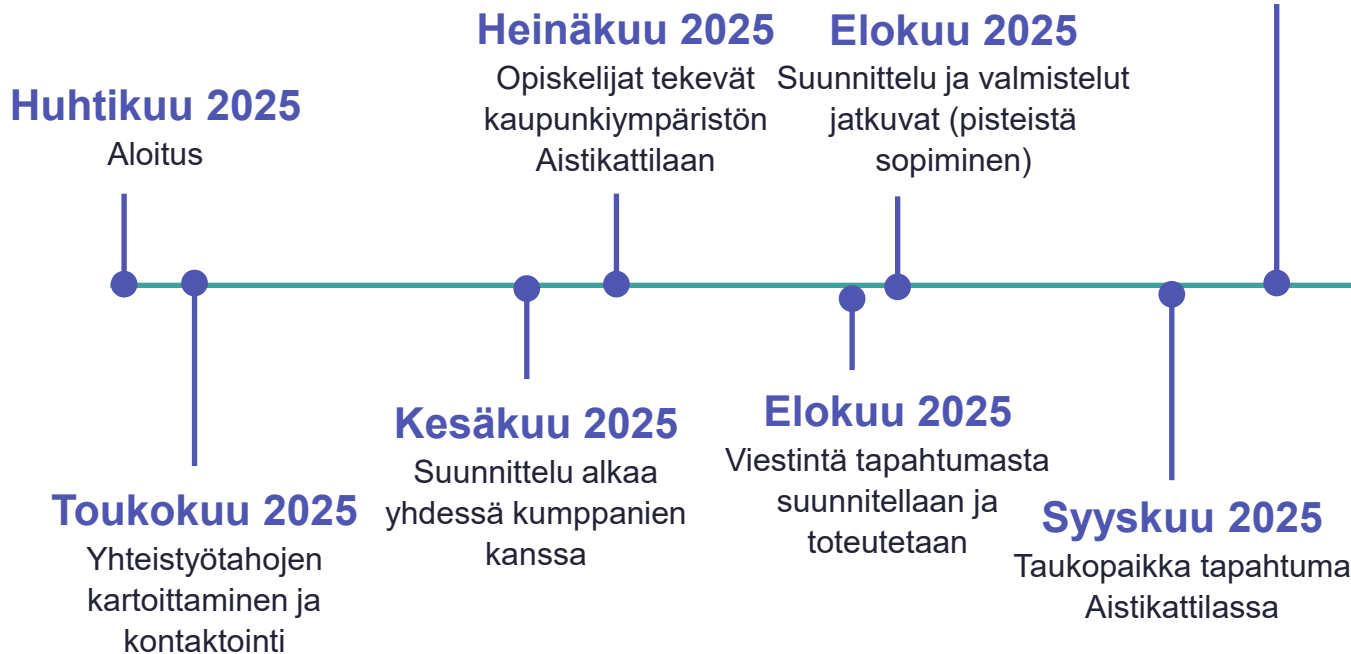 Huhtikuu 2025
Aloitus
Toukokuu 2025
Yhteistyötahojen
kartoittaminen ja
kontaktointi
Kesäkuu 2025
Suunnittelu alkaa
yhdessä kumppanien
kanssa
Heinäkuu 2025
Opiskelijat tekevät
kaupunkiympäristön
Aistikattilaan
Elokuu 2025
Viestintä tapahtumasta
suunnitellaan ja
toteutetaan
Elokuu 2025
Suunnittelu ja valmistelut
jatkuvat (pisteistä
sopiminen)
Syyskuu 2025
Taukopaikka tapahtuma
Aistikattilassa